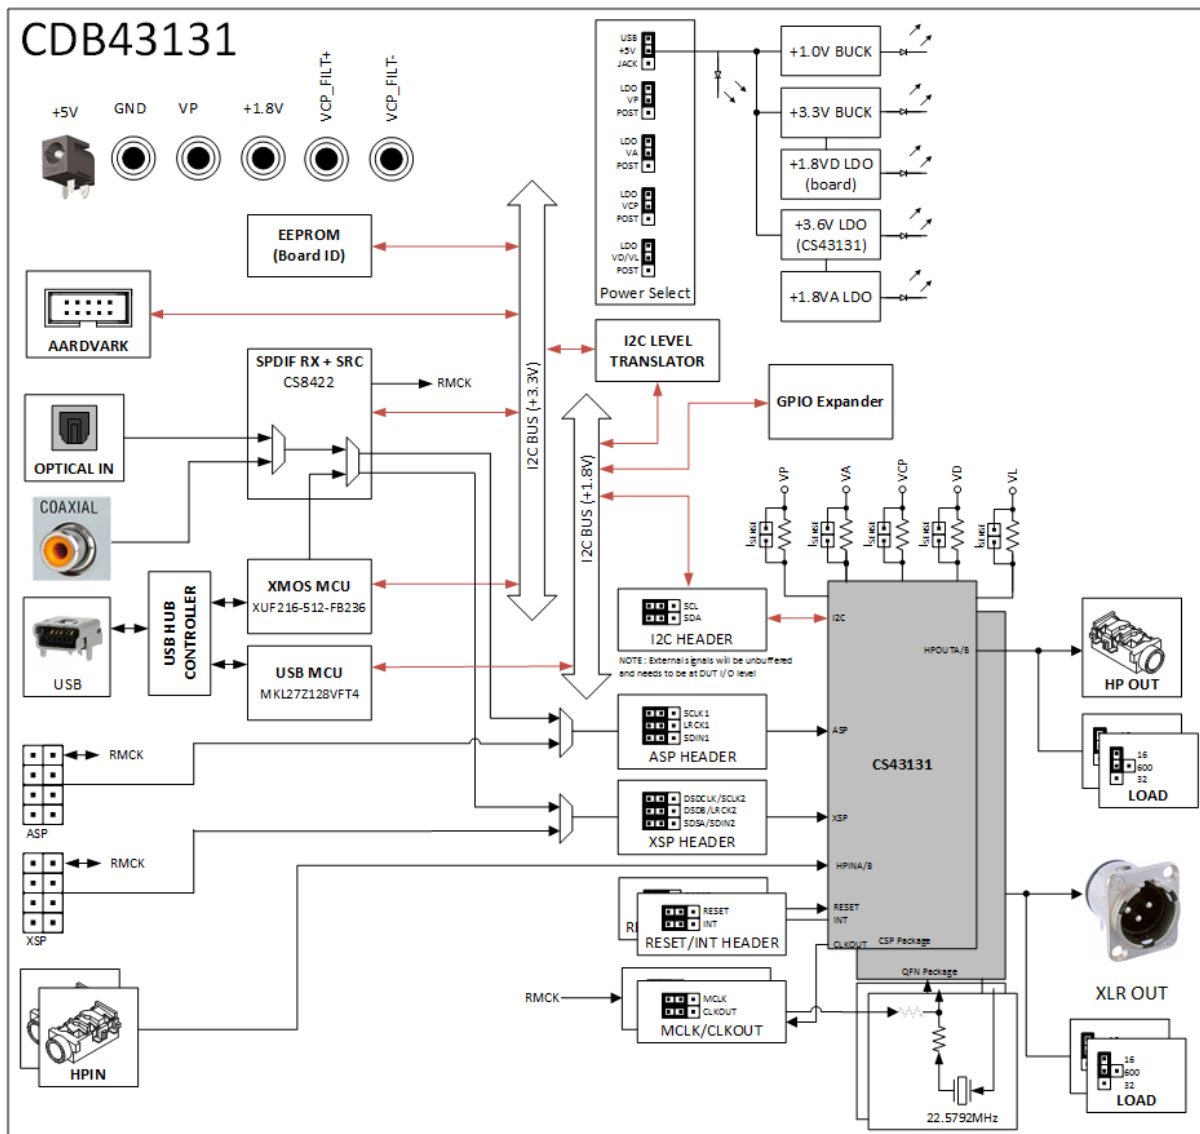 CDB43131
+5V
GND
VP
+1.8V
VCP_FILT+
VCP_FILT-
USB
+5V
JACK
LDO
VP
POST
LDO
VA
POST
LDO
VCP
POST
LDO
VD/VL
POST
Power Select
+1.0V BUCK
+3.3V BUCK
+1.8VD LDO
(board)
+3.6V LDO
(CS43131)
+1.8VA LDO
EEPROM
(Board ID)
AARDVARK
SPDIF RX + SRC
CS8422
RMCK
OPTICAL IN
COAXIAL
I2C BUS (+3.3V)
I2C LEVEL
TRANSLATOR
I2C BUS (+1.8V)
GPIO Expander
VP
VA
VCP
VD
VL
ISENSE
ISENSE
ISENSE
ISENSE
ISENSE
USB
USB HUB
CONTROLLER
XMOS MCU
XUF216-512-FB236
USB MCU
MKL27Z128VFT4
SCL
SDA
I2C HEADER
NOTE : External signals will be unbuffered
and needs to be at DUT I/O level
I2C
HPOUTA/B
HP OUT
16
600
32
LOAD
RMCK
ASP
SCLK1
LRCK1
SDIN1
ASP HEADER
ASP
CS43131
RMCK
XSP
DSDCLK/SCLK2
DSDB/LRCK2
SDSA/SDIN2
XSP HEADER
XSP
HPINA/B
RESET
INT
RESET/INT HEADER
RESET
INT
CLKOUT
CSP Package
QFN Package
XLR OUT
RMCK
MCLK
CLKOUT
MCLK/CLKOUT
HPIN
22.5792MHz
16
600
32
LOAD